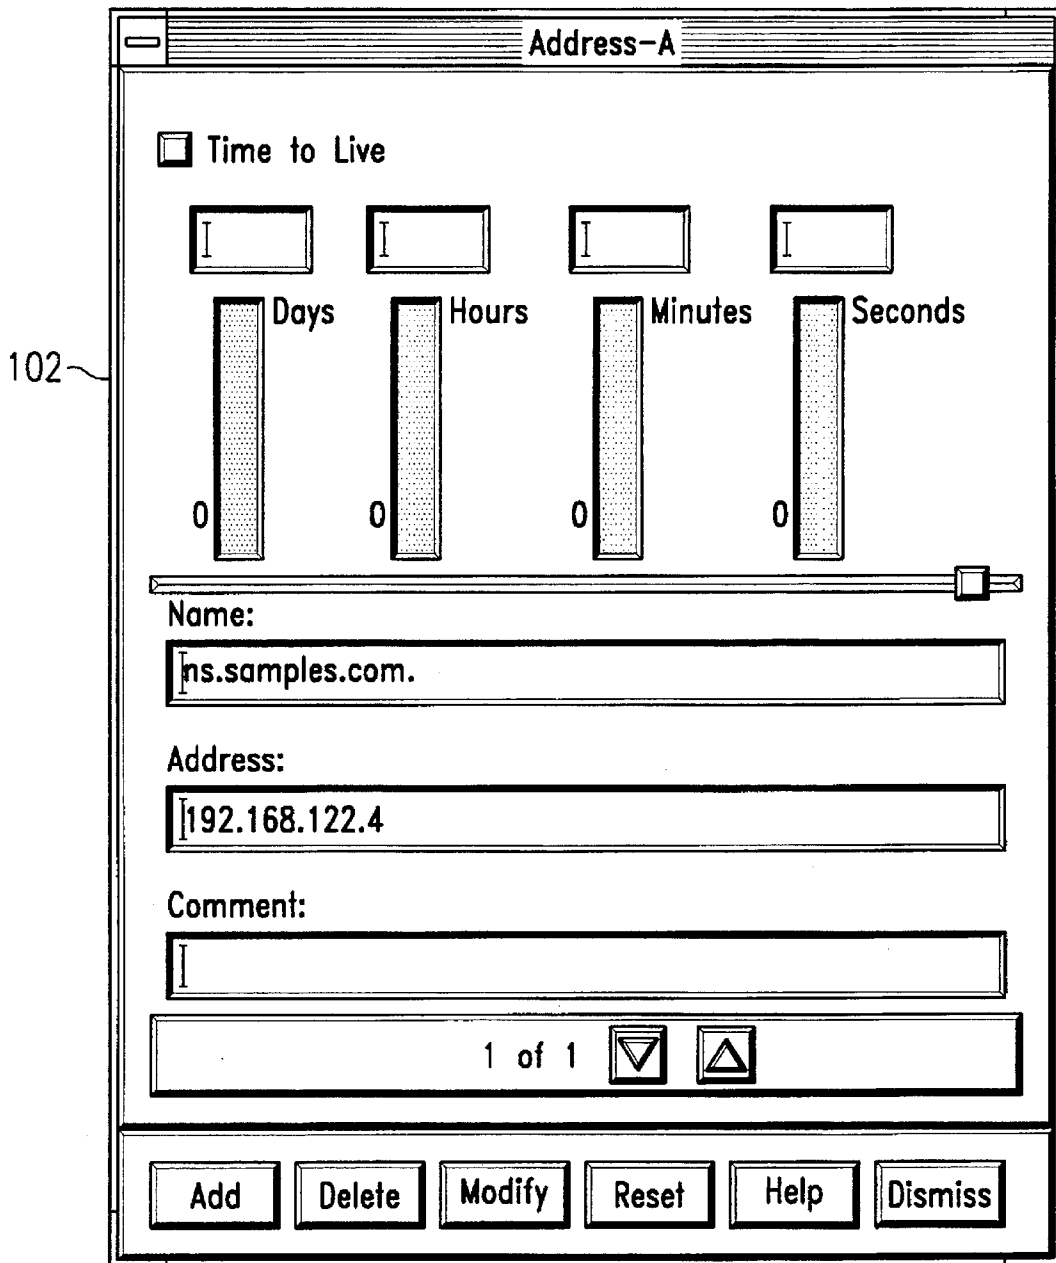 Address-A
Time to Live
Days Hours Minutes Seconds
102
0 0 0 0
Name:
ns.samples.com.
Address:
192.168.122.4
Comment:
1 of 1
Add Delete Modify Reset Help Dismiss